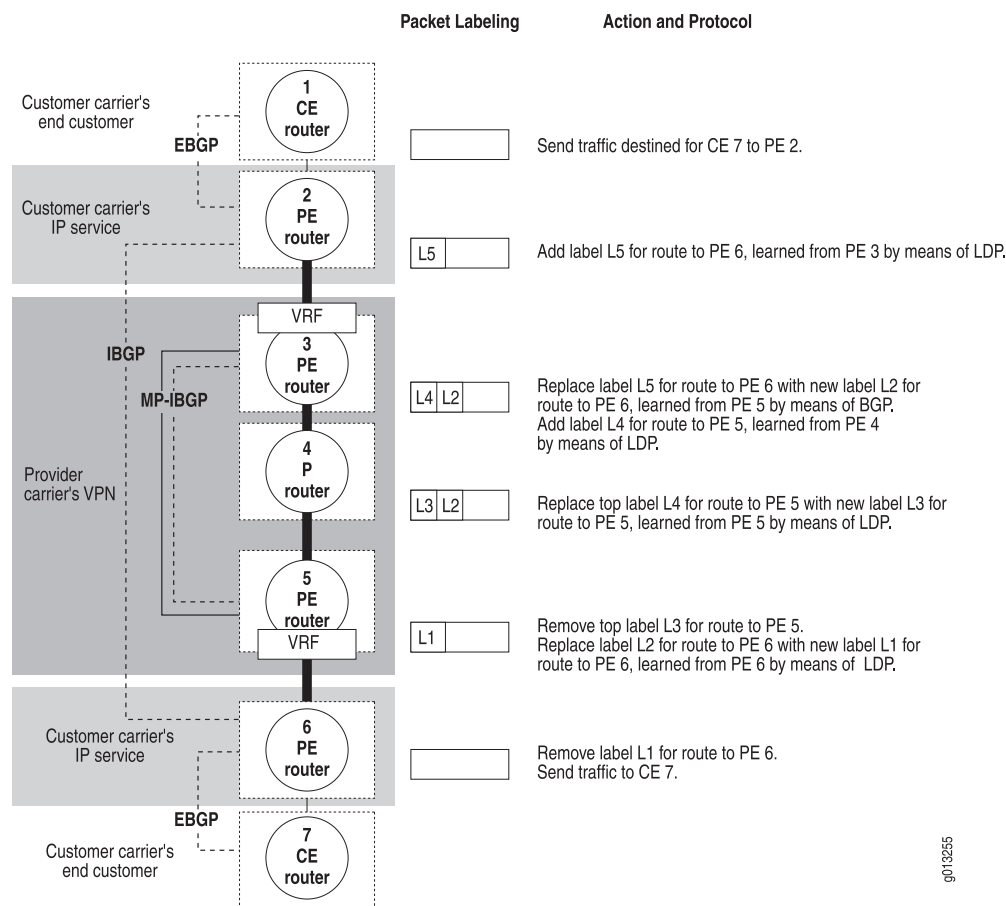 Packet Labeling
Action and Protocol
Customer carrier's
end customer
EBGP
1
CE
router
Send traffic destined for CE 7 to PE 2.
Customer carrier's
IP service
2
PE
router
L5
Add label L5 for route to PE 6, learned from PE 3 by means of LDP.
VRF
IBGP
MP-IBGP
3
PE
router
L4 L2
Replace label L5 for route to PE 6 with new label L2 for
route to PE 6, learned from PE 5 by means of BGP.
Add label L4 for route to PE 5, learned from PE 4
by means of LDP.
Provider
carrier's VPN
4
P
router
L3 L2
Replace top label L4 for route to PE 5 with new label L3 for
route to PE 5, learned from PE 5 by means of LDP.
5
PE
router
VRF
L1
Remove top label L3 for route to PE 5.
Replace label L2 for route to PE 6 with new label L1 for
route to PE 6, learned from PE 6 by means of LDP.
Customer carrier's
IP service
6
PE
router
Remove label L1 for route to PE 6.
Send traffic to CE 7.
EBGP
Customer carrier's
end customer
7
CE
router
g013255